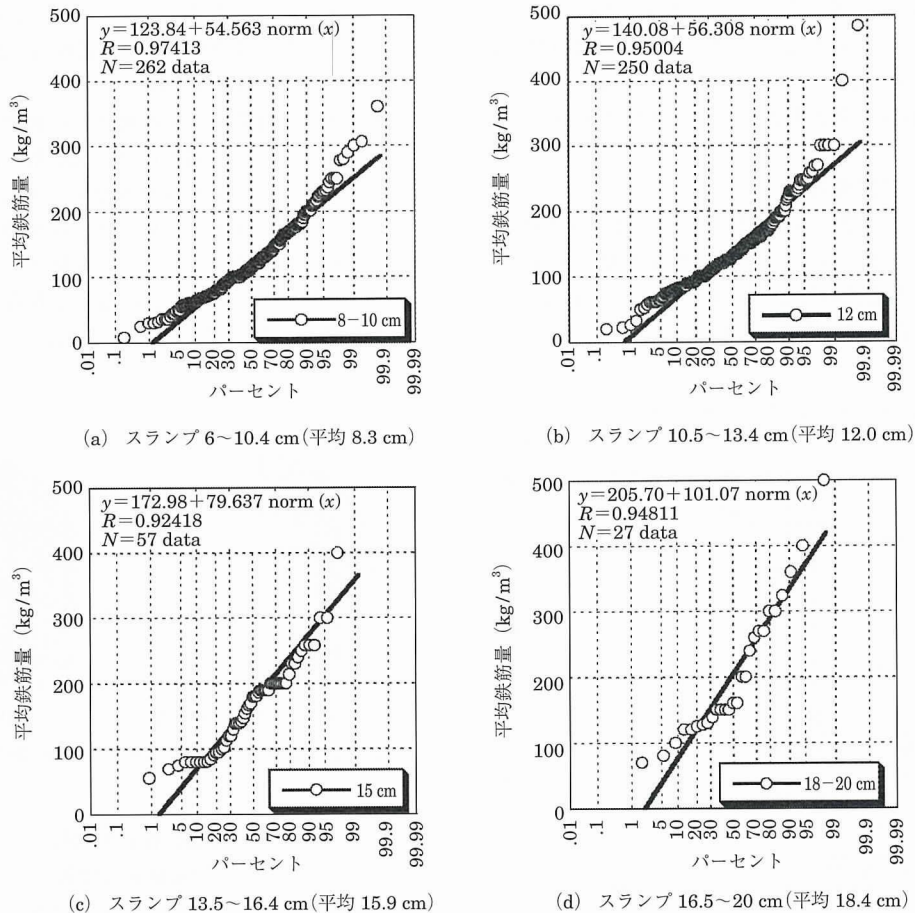 y=123.84+54.563 norm (x)
R=0.97413
N=262 data
平均鉄筋量 (kg/m³)
500
400
300
200
100
0
8−10 cm
.01 .1 1 5 10 20 30 50 70 80 90 95 99 99.9 99.99
パーセント
(a) スランプ 6~10.4 cm(平均 8.3 cm)
y=140.08+56.308 norm (x)
R=0.95004
N=250 data
平均鉄筋量 (kg/m³)
500
400
300
200
100
0
12 cm
.01 .1 1 5 10 20 30 50 70 80 90 95 99 99.9 99.99
パーセント
(b) スランプ 10.5~13.4 cm(平均 12.0 cm)
y=172.98+79.637 norm (x)
R=0.92418
N=57 data
平均鉄筋量 (kg/m³)
500
400
300
200
100
0
15 cm
.01 .1 1 5 10 20 30 50 70 80 90 95 99 99.9 99.99
パーセント
(c) スランプ 13.5~16.4 cm(平均 15.9 cm)
y=205.70+101.07 norm (x)
R=0.94811
N=27 data
平均鉄筋量 (kg/m³)
500
400
300
200
100
0
18−20 cm
.01 .1 1 5 10 20 30 50 70 80 90 95 99 99.9 99.99
パーセント
(d) スランプ 16.5~20 cm(平均 18.4 cm)